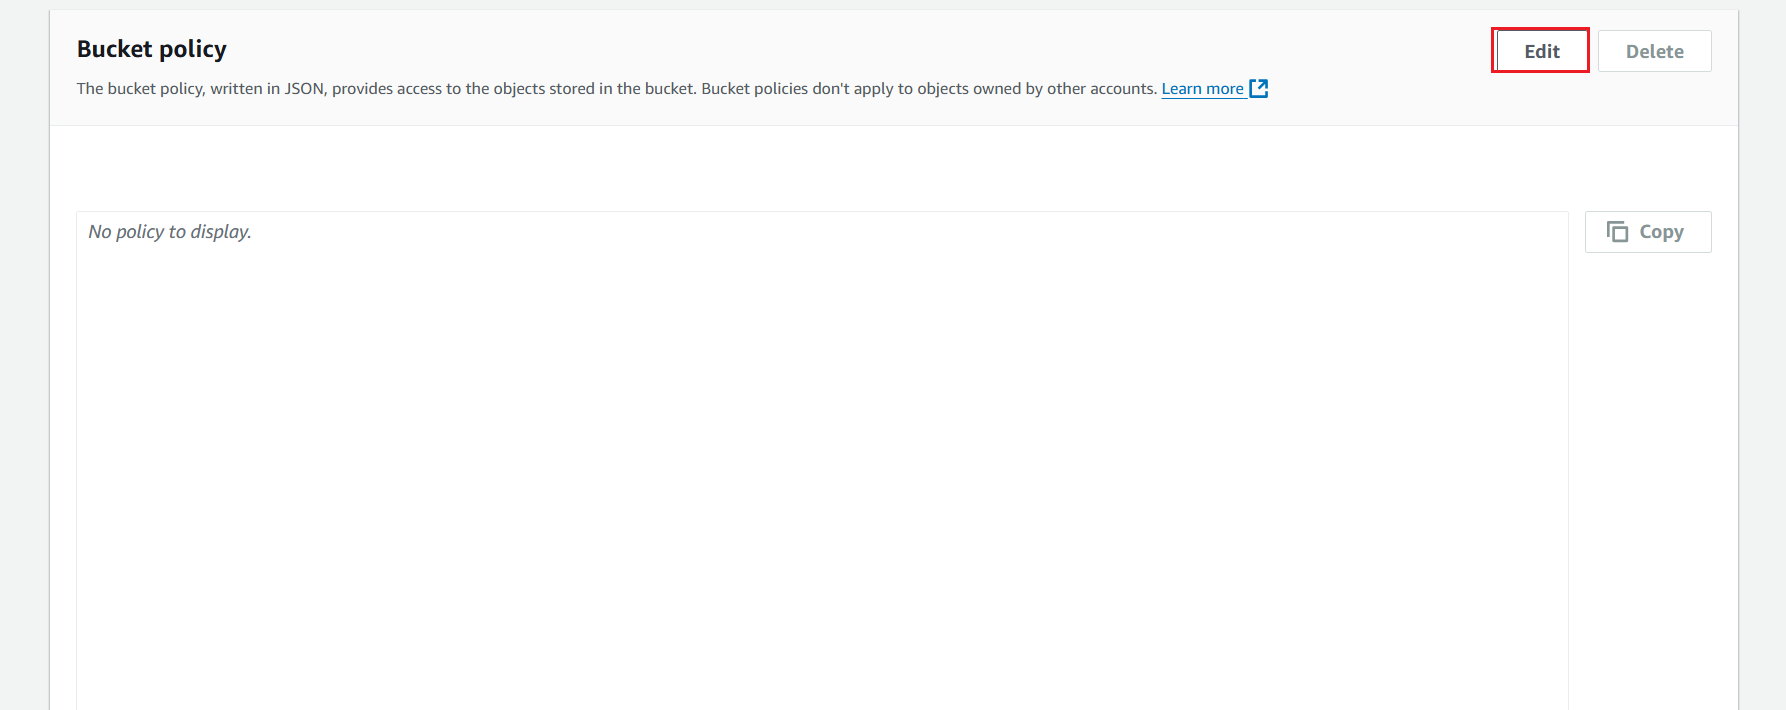 Bucket policy
Edit
Delete
The bucket policy, written in JSON, provides access to the objects stored in the bucket. Bucket policies don't apply to objects owned by other accounts. Learn more
No policy to display.
Copy